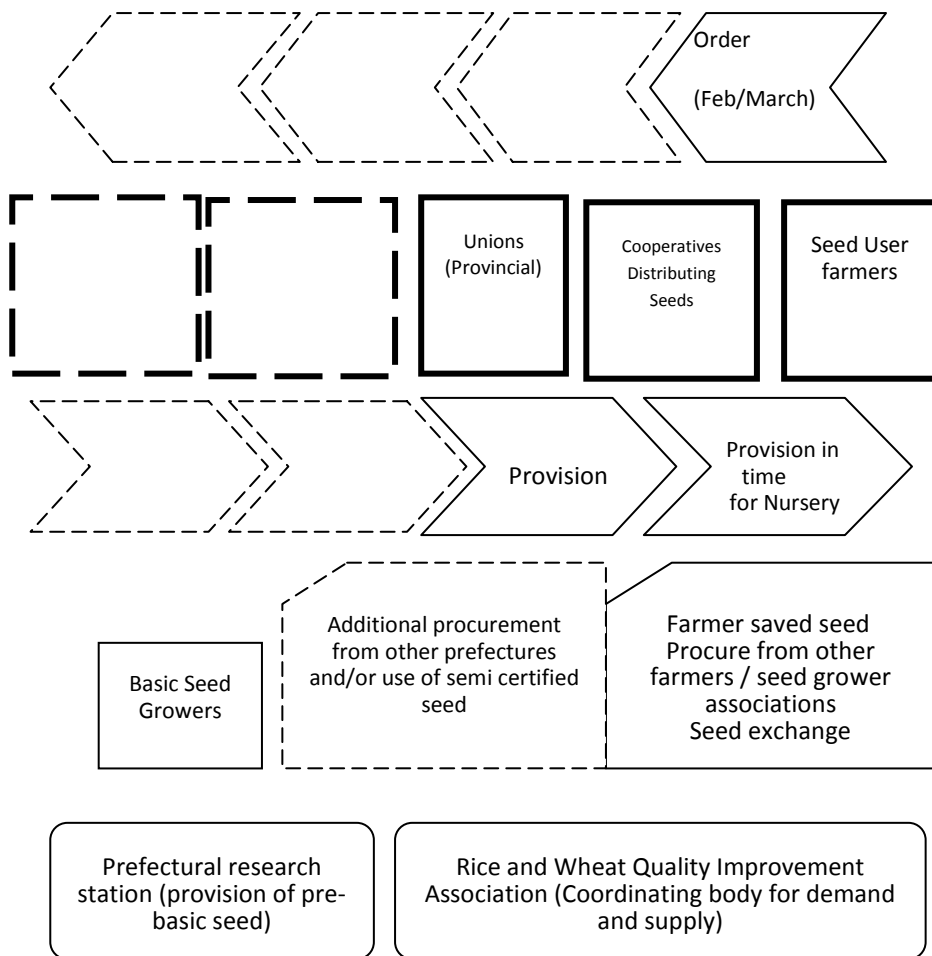 Order
(Feb/March)
Unions
(Provincial)
Cooperatives
Distributing
Seeds
Seed User
farmers
Provision
Provision in
time
for Nursery
Basic Seed
Growers
Additional procurement
from other prefectures
and/or use of semi certified
seed
Farmer saved seed
Procure from other
farmers / seed grower
associations
Seed exchange
Prefectural research
station (provision of pre-
basic seed)
Rice and Wheat Quality Improvement
Association (Coordinating body for demand
and supply)